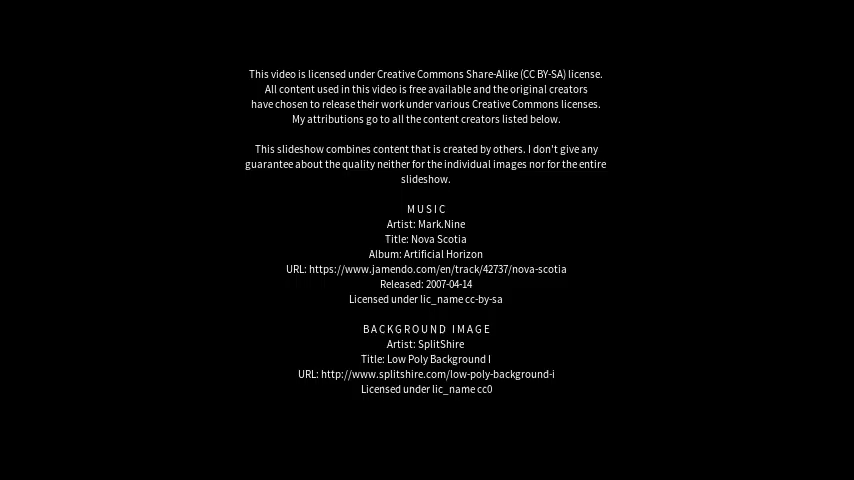 This video is licensed under Creative Commons Share-Alike (CC BY-SA) license.
All content used in this video is free available and the original creators
have chosen to release their work under various Creative Commons licenses.
My attributions go to all the content creators listed below.
This slideshow combines content that is created by others. I don't give any
guarantee about the quality neither for the individual images nor for the entire
slideshow.
MUSIC
Artist: Mark.Nine
Title: Nova Scotia
Album: Artificial Horizon
URL: https://www.jamendo.com/en/track/42737/nova-scotia
Released: 2007-04-14
Licensed under lic_name cc-by-sa
BACKGROUND IMAGE
Artist: SplitShire
Title: Low Poly Background I
URL: http://www.splitshire.com/low-poly-background-i
Licensed under lic_name cc0